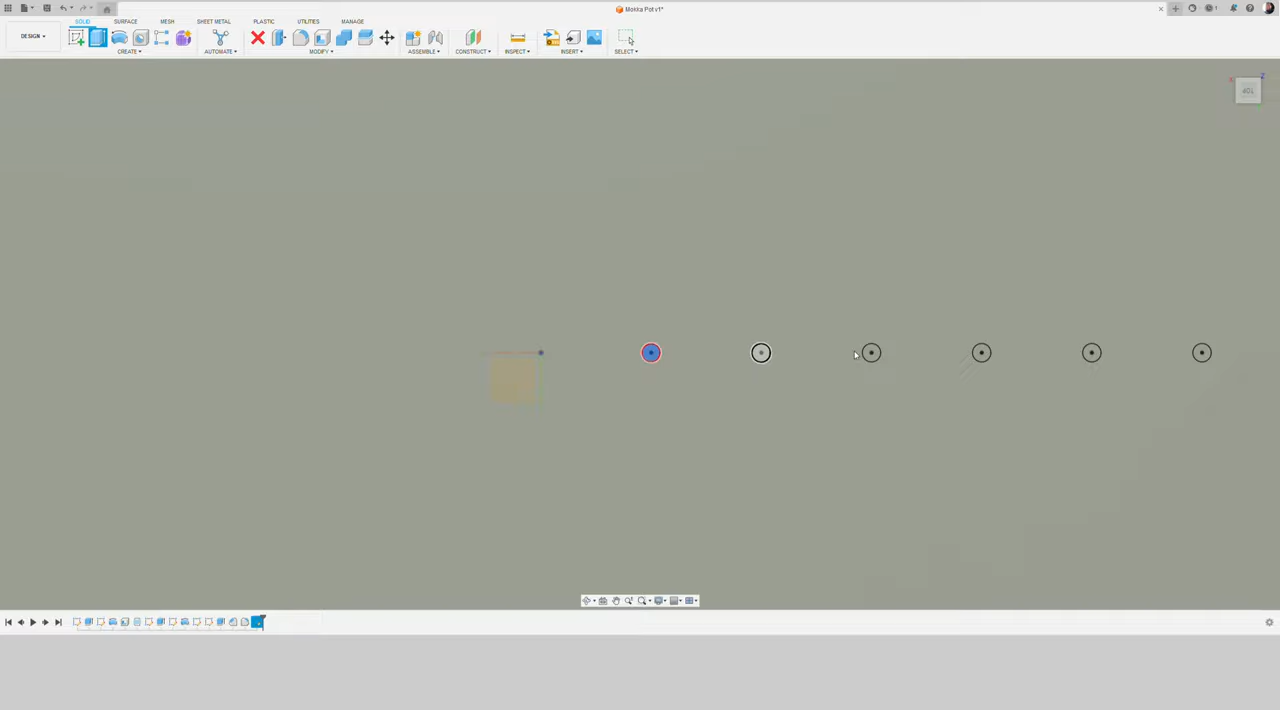 Mokka Pot v1*
SOLID SURFACE MESH SHEET METAL PLASTIC UTILITIES MANAGE
DESIGN
CREATE AUTOMATE MODIFY ASSEMBLE CONSTRUCT INSPECT INSERT SELECT
X Z
TOP